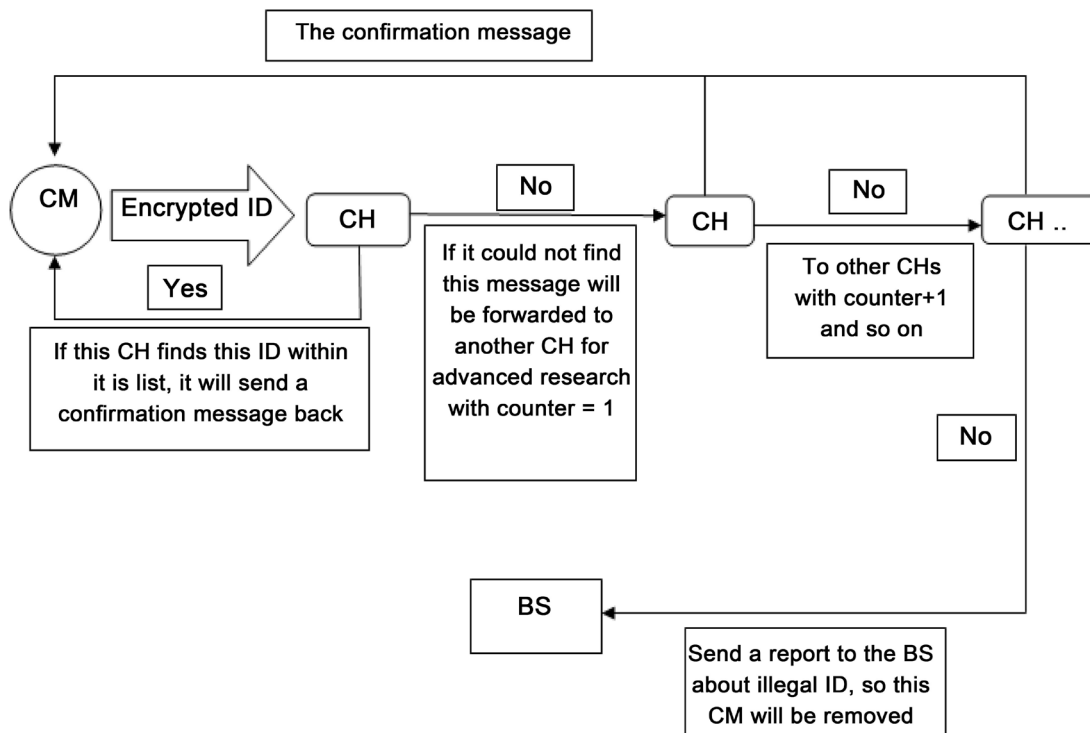 The confirmation message
CM
Encrypted ID
CH
No
CH
No
CH ..
Yes
If this CH finds this ID within
it is list, it will send a
confirmation message back
If it could not find
this message will
be forwarded to
another CH for
advanced research
with counter = 1
To other CHs
with counter+1
and so on
No
BS
Send a report to the BS
about illegal ID, so this
CM will be removed